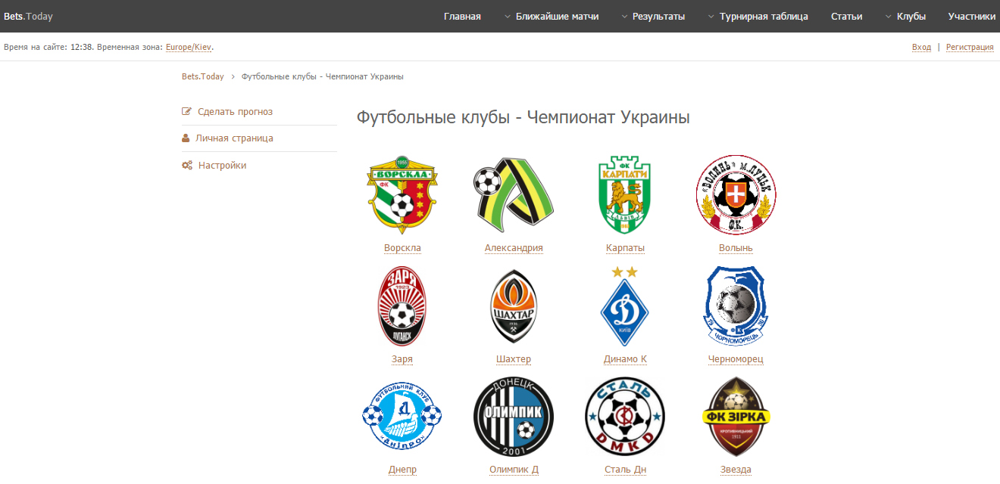 Bets.Today
Главная Ближайшие матчи Результаты Турнирная таблица Статьи Клубы Участники
Время на сайте: 12:38. Временная зона: Europe/Kiev.
Вход | Регистрация
Bets.Today > Футбольные клубы - Чемпионат Украины
Сделать прогноз
Личная страница
Настройки
Футбольные клубы - Чемпионат Украины
1955
ВОРСКЛА
ФК
ФК
КАРПАТИ
ЛЬВІВ
«ВОЛИНЬ» М.ЛУЦЬК
Ф.К.
Ворскла Александрия Карпаты Волынь
ЗАРЯ
1923
ЛУГАНСК
ШАХТАР
1936
Д
КИЇВ
19 ФК
ЧОРНОМОРЕЦЬ
Заря Шахтер Динамо К Черноморец
ФУТБОЛЬНИЙ КЛУБ
Д
«ДНІПРО»
ДОНЕЦК
ОЛИМПИК
2001
СТАЛЬ
DMKD
ФК ЗІРКА
КРОПИВНИЦЬКИЙ
1911
Днепр Олимпик Д Сталь Дн Звезда